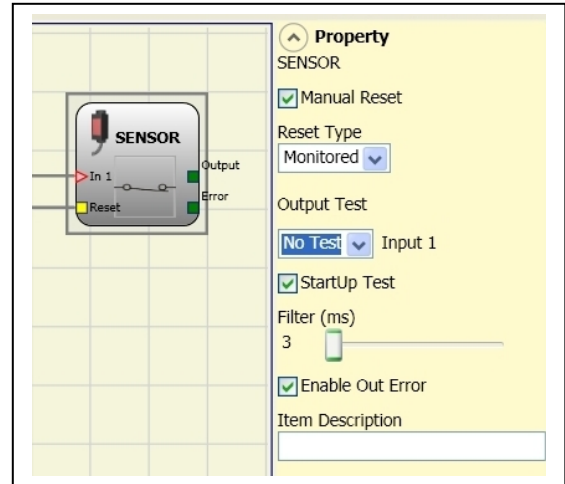 SENSOR
In 1
Reset
Output
Error
Property
SENSOR
Manual Reset
Reset Type
Monitored
Output Test
No Test Input 1
StartUp Test
Filter (ms)
3
Enable Out Error
Item Description